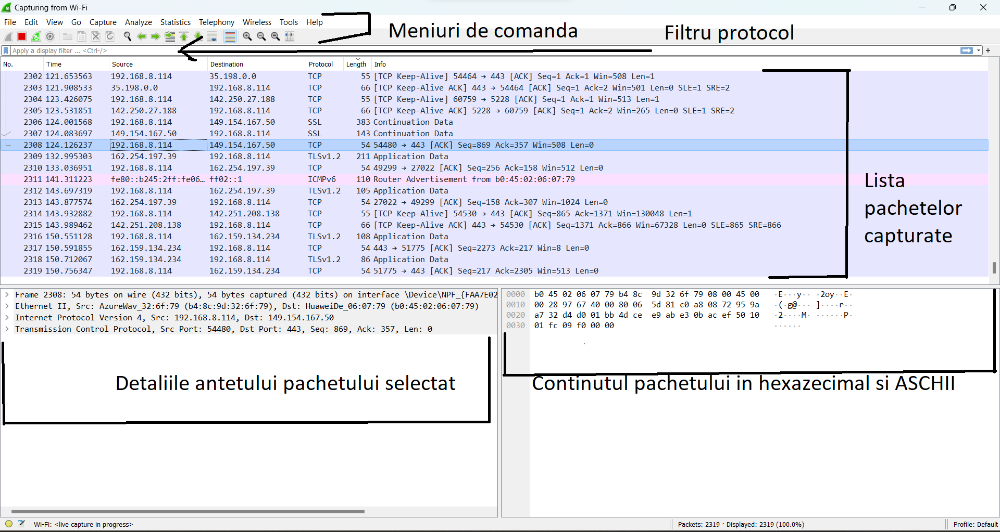 Capturing from Wi-Fi
File Edit View Go Capture Analyze Statistics Telephony Wireless Tools Help
Meniuri de comanda
Filtru protocol
Apply a display filter ... <Ctrl-/>
No. Time Source Destination Protocol Length Info
2302 121.653563 192.168.8.114 35.198.0.0 TCP 55 [TCP Keep-Alive] 54464 → 443 [ACK] Seq=1 Ack=1 Win=508 Len=1
2303 121.908533 35.198.0.0 192.168.8.114 TCP 66 [TCP Keep-Alive ACK] 443 → 54464 [ACK] Seq=1 Ack=2 Win=501 Len=0 SLE=1 SRE=2
2304 123.426075 192.168.8.114 142.250.27.188 TCP 55 [TCP Keep-Alive] 60759 → 5228 [ACK] Seq=1 Ack=1 Win=513 Len=1
2305 123.531851 142.250.27.188 192.168.8.114 TCP 66 [TCP Keep-Alive ACK] 5228 → 60759 [ACK] Seq=1 Ack=2 Win=265 Len=0 SLE=1 SRE=2
2306 124.001568 192.168.8.114 149.154.167.50 SSL 383 Continuation Data
2307 124.083697 149.154.167.50 192.168.8.114 SSL 143 Continuation Data
2308 124.126237 192.168.8.114 149.154.167.50 TCP 54 54480 → 443 [ACK] Seq=869 Ack=357 Win=508 Len=0
2309 132.995303 162.254.197.39 192.168.8.114 TLSv1.2 211 Application Data
2310 133.036951 192.168.8.114 162.254.197.39 TCP 54 49299 → 27022 [ACK] Seq=256 Ack=158 Win=512 Len=0
2311 141.311223 fe80::b245:2ff:fe06… ff02::1 ICMPv6 110 Router Advertisement from b0:45:02:06:07:79
2312 143.697319 192.168.8.114 162.254.197.39 TLSv1.2 105 Application Data
2313 143.877574 162.254.197.39 192.168.8.114 TCP 54 27022 → 49299 [ACK] Seq=158 Ack=307 Win=1024 Len=0
2314 143.932882 192.168.8.114 142.251.208.138 TCP 55 [TCP Keep-Alive] 54530 → 443 [ACK] Seq=865 Ack=1371 Win=130048 Len=1
2315 143.989462 142.251.208.138 192.168.8.114 TCP 66 [TCP Keep-Alive ACK] 443 → 54530 [ACK] Seq=1371 Ack=866 Win=67328 Len=0 SLE=865 SRE=866
2316 150.551128 192.168.8.114 162.159.134.234 TLSv1.2 108 Application Data
2317 150.591855 162.159.134.234 192.168.8.114 TCP 54 443 → 51775 [ACK] Seq=2273 Ack=217 Win=8 Len=0
2318 150.712067 162.159.134.234 192.168.8.114 TLSv1.2 86 Application Data
2319 150.756347 192.168.8.114 162.159.134.234 TCP 54 51775 → 443 [ACK] Seq=217 Ack=2305 Win=513 Len=0
Lista
pachetelor
capturate
Frame 2308: 54 bytes on wire (432 bits), 54 bytes captured (432 bits) on interface \Device\NPF_{FAA7E02
Ethernet II, Src: AzureWav_32:6f:79 (b4:8c:9d:32:6f:79), Dst: HuaweiDe_06:07:79 (b0:45:02:06:07:79)
Internet Protocol Version 4, Src: 192.168.8.114, Dst: 149.154.167.50
Transmission Control Protocol, Src Port: 54480, Dst Port: 443, Seq: 869, Ack: 357, Len: 0
Detaliile antetului pachetului selectat
0000 b0 45 02 06 07 79 b4 8c 9d 32 6f 79 08 00 45 00 ·E···y·· ·2oy··E·
0010 00 28 97 67 40 00 80 06 5d 81 c0 a8 08 72 95 9a ·(·g@··· ]····r··
0020 a7 32 d4 d0 01 bb 4d ce e9 ab e3 0b ac ef 50 10 ·2····M· ······P·
0030 01 fc 09 f0 00 00 ······
Continutul pachetului in hexazecimal si ASCHII
Wi-Fi: <live capture in progress>
Packets: 2319 · Displayed: 2319 (100.0%)
Profile: Default